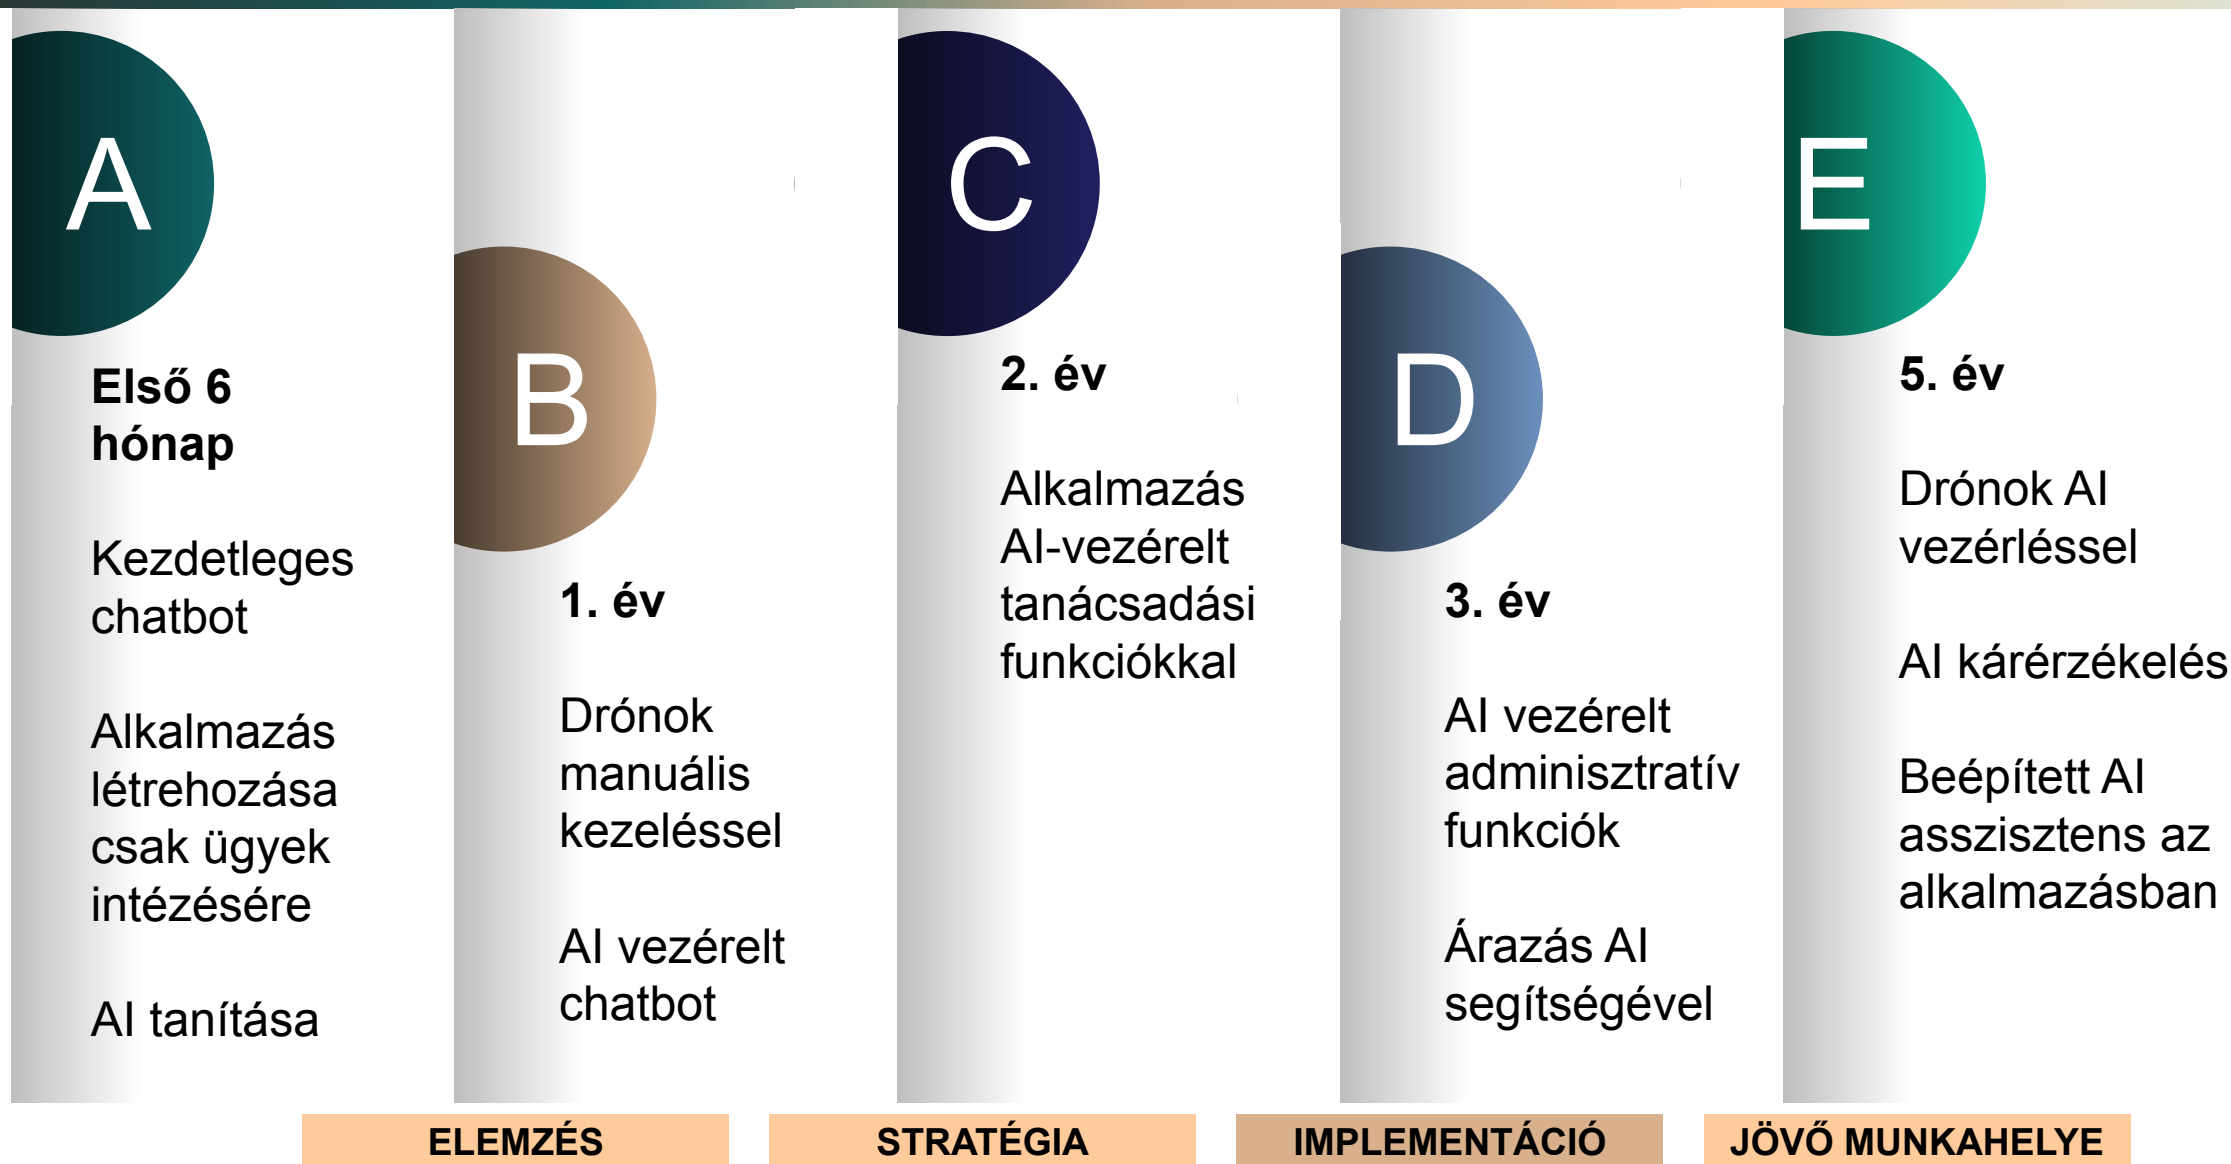 A
Első 6
hónap
Kezdetleges
chatbot
Alkalmazás
létrehozása
csak ügyek
intézésére
AI tanítása
B
1. év
Drónok
manuális
kezeléssel
AI vezérelt
chatbot
C
2. év
Alkalmazás
AI-vezérelt
tanácsadási
funkciókkal
D
3. év
AI vezérelt
adminisztratív
funkciók
Árazás AI
segítségével
E
5. év
Drónok AI
vezérléssel
AI kárérzékelés
Beépített AI
asszisztens az
alkalmazásban
ELEMZÉS
STRATÉGIA
IMPLEMENTÁCIÓ
JÖVŐ MUNKAHELYE